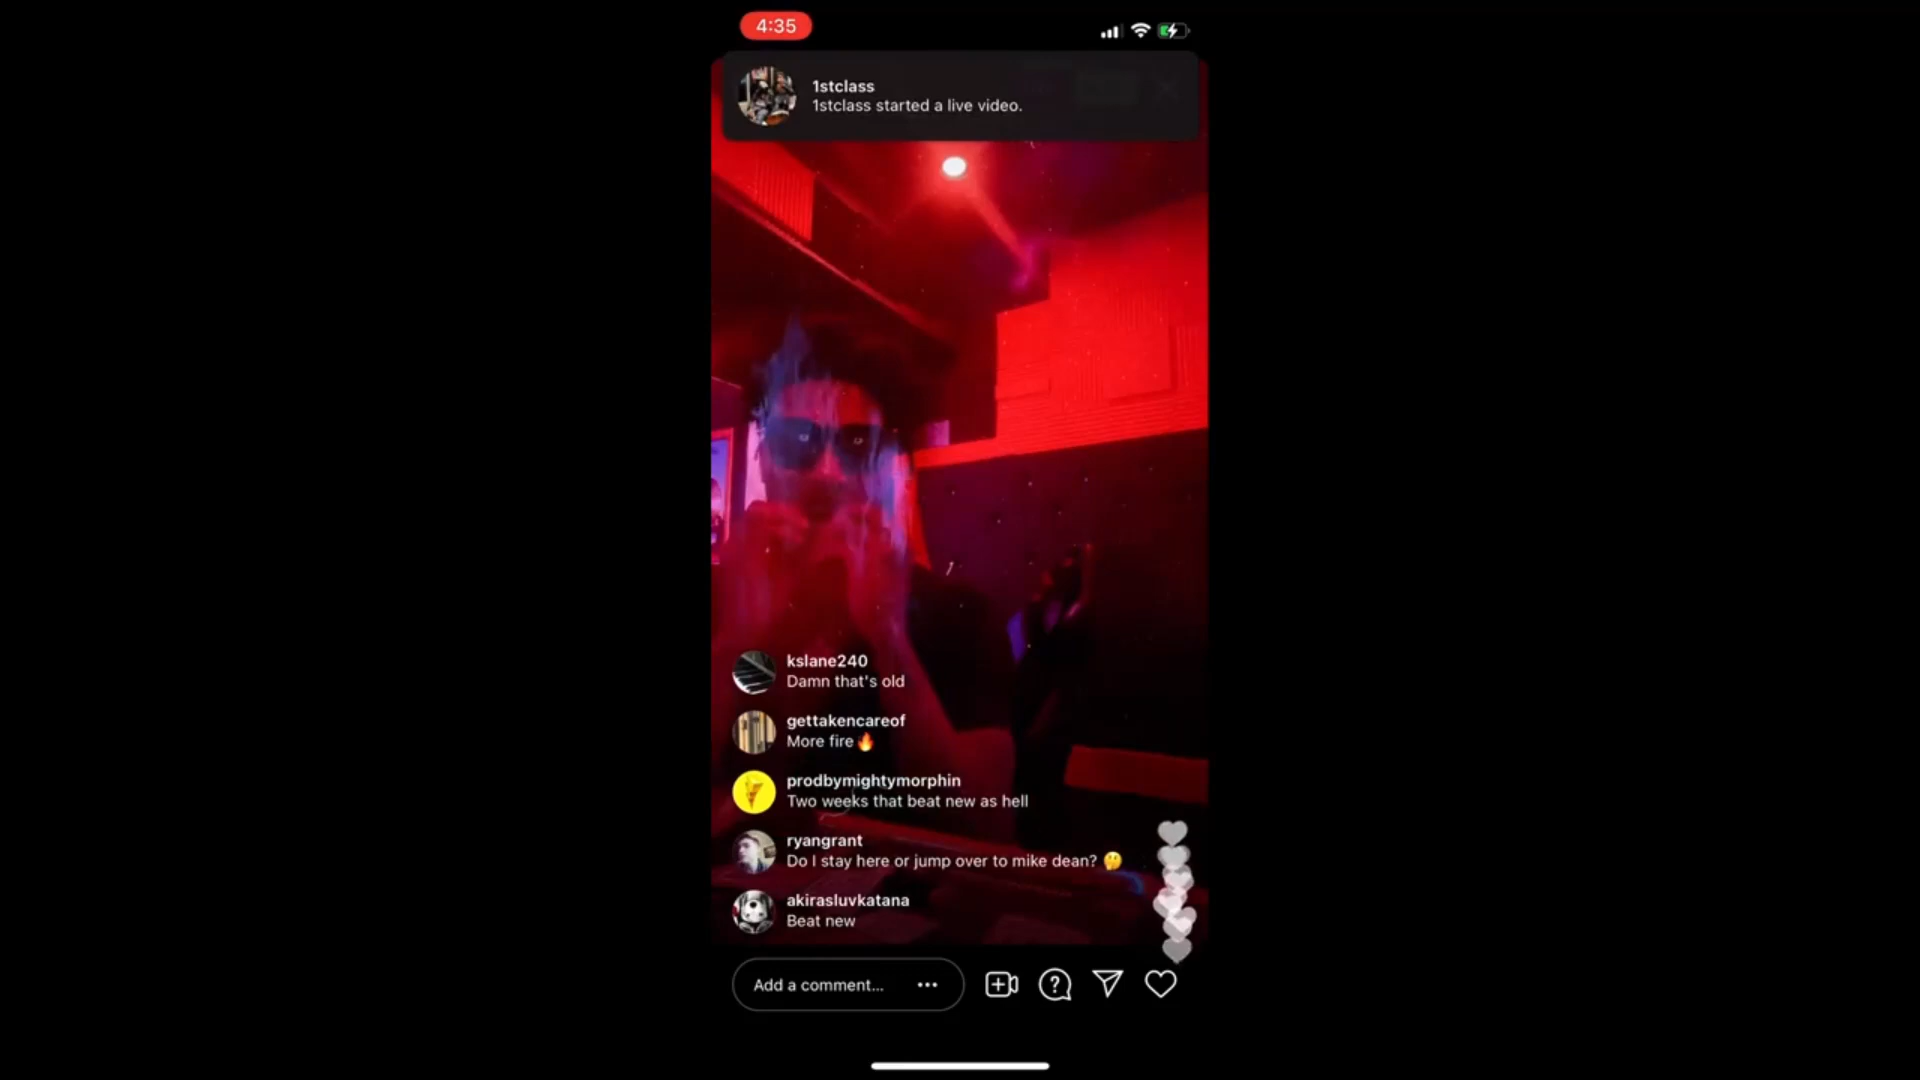 4:35
1stclass
1stclass started a live video.
kslane240
Damn that's old
gettakencareof
More fire🔥
prodbymightymorphin
Two weeks that beat new as hell
ryangrant
Do I stay here or jump over to mike dean? 🤔
akirasluvkatana
Beat new
Add a comment...